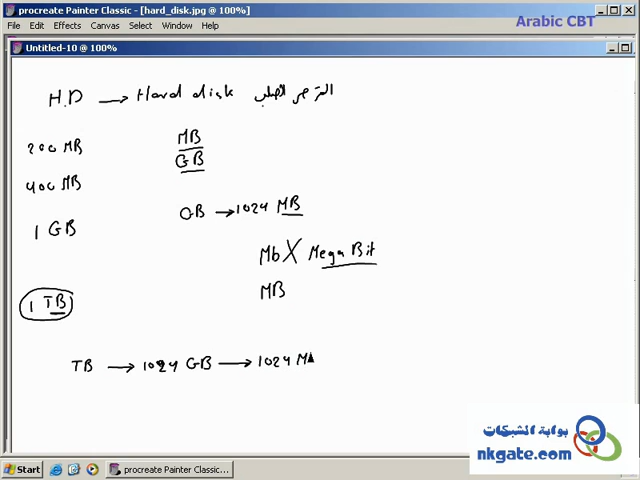 procreate Painter Classic - [hard_disk.jpg @ 100%]
Arabic CBT
File Edit Effects Canvas Window Help
Untitled-10 @ 100%
H.D → Hard disk القرص الصلب
200 MB MB
GB
400 MB
GB → 1024 MB
1 GB
Mb X Mega Bit
MB
1 TB
TB → 1024 GB → 1024 M
بوابة الشبكات
nkgate.com
Start procreate Painter Classic...